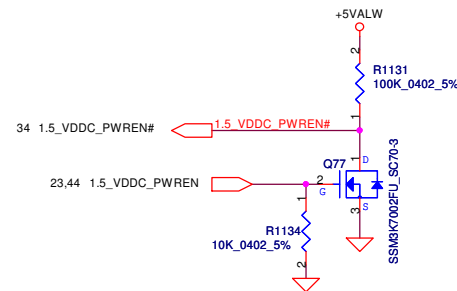 +5VALW
2
R1131
100K_0402_5%
1
34 1.5_VDDC_PWREN#
1.5_VDDC_PWREN#
1
D
Q77
23,44 1.5_VDDC_PWREN
2
G
S
3
SSM3K7002FU_SC70-3
1
R1134
10K_0402_5%
2